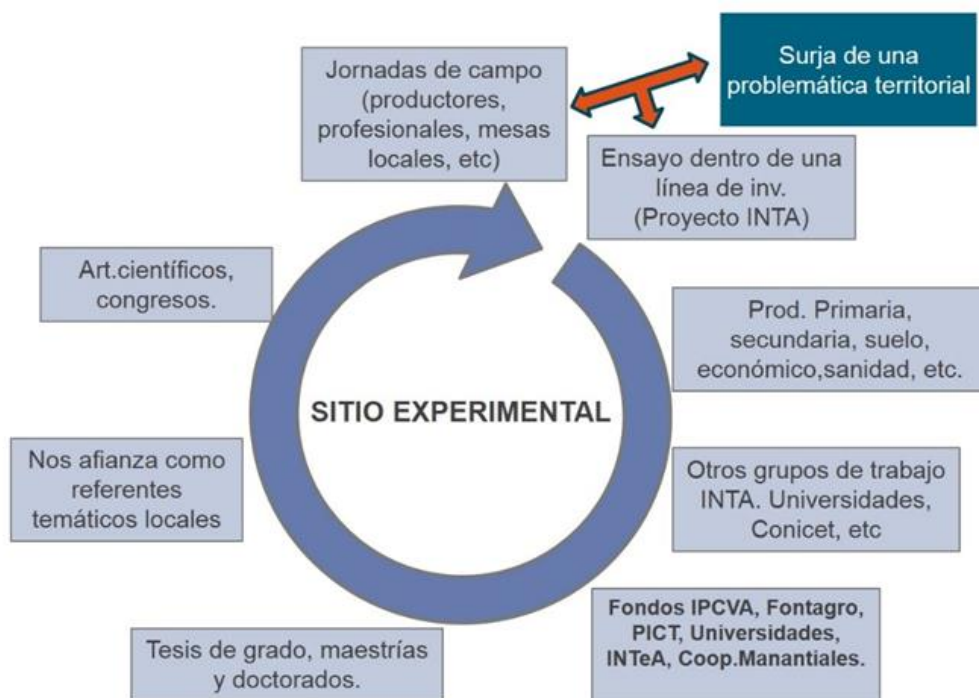 Surja de una
problemática territorial
Jornadas de campo
(productores,
profesionales, mesas
locales, etc)
Ensayo dentro de una
línea de inv.
(Proyecto INTA)
Prod. Primaria,
secundaria, suelo,
económico,sanidad, etc.
Otros grupos de trabajo
INTA. Universidades,
Conicet, etc
Fondos IPCVA, Fontagro,
PICT, Universidades,
INTeA, Coop.Manantiales.
Tesis de grado, maestrías
y doctorados.
Nos afianza como
referentes
temáticos locales
Art.científicos,
congresos.
SITIO EXPERIMENTAL